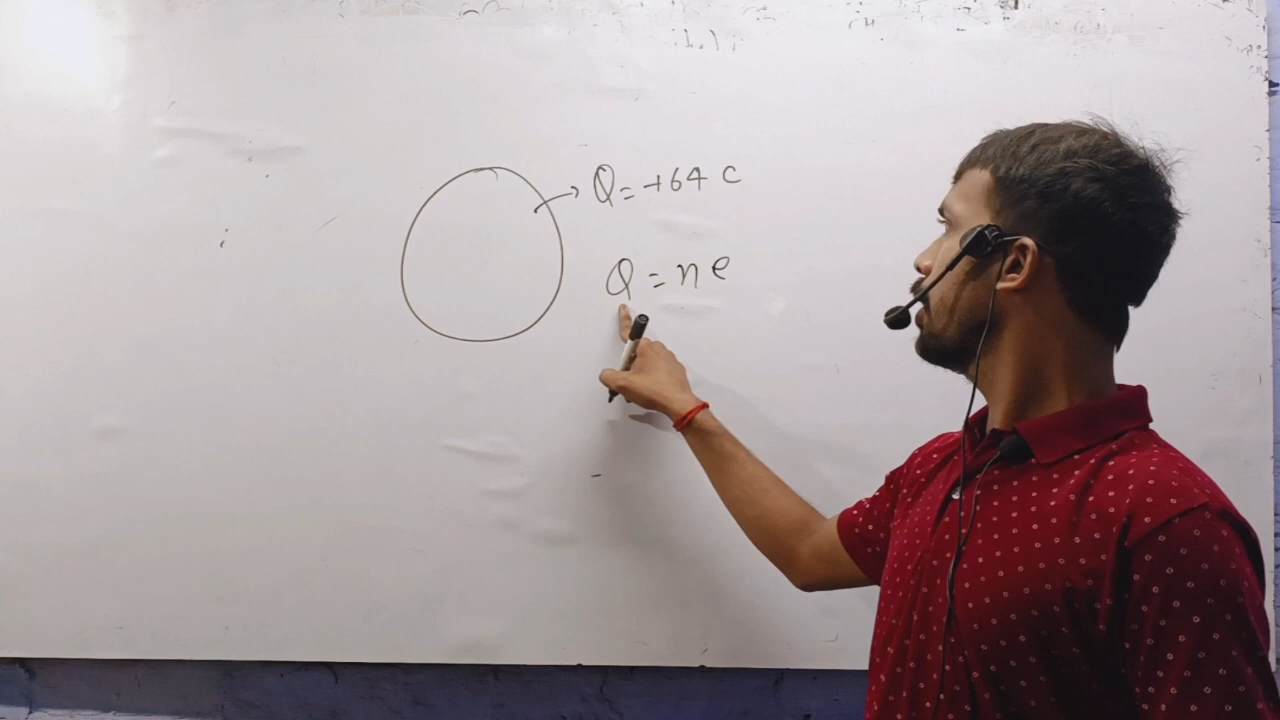 Q = +64 C
Q = ne